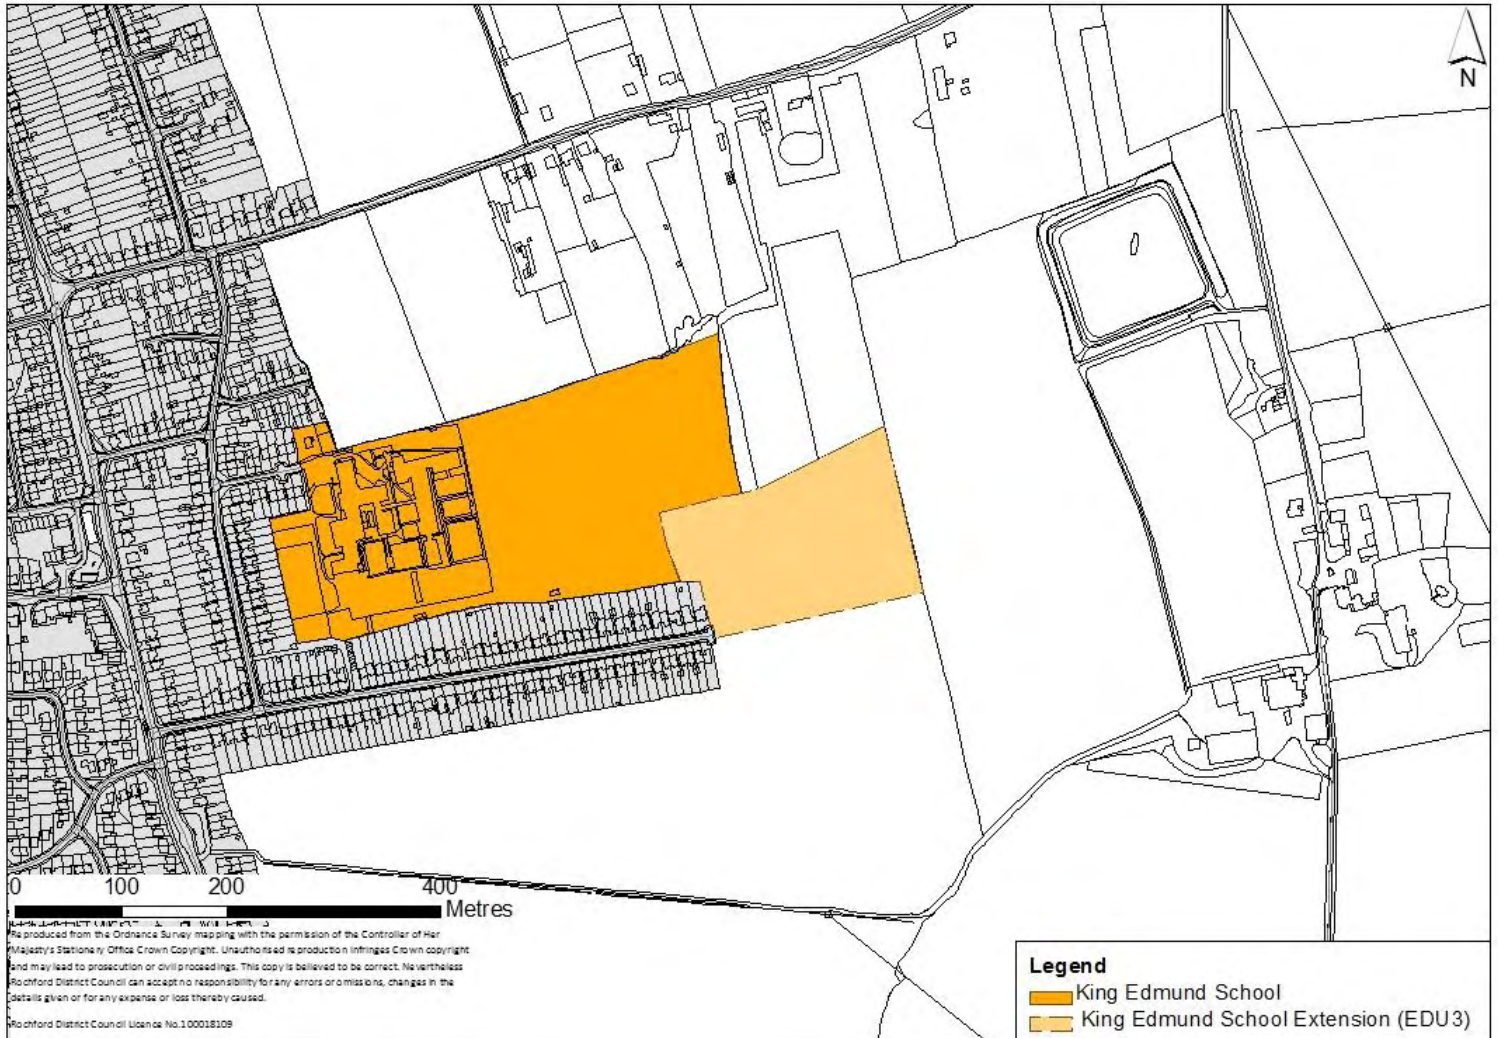 N
0 100 200 400
Metres
Reproduced from the Ordnance Survey mapping with the permission of the Controller of Her
Majesty's Stationery Office Crown Copyright. Unauthorised reproduction infringes Crown copyright
and may lead to prosecution or civil proceedings. This copy is believed to be correct. Nevertheless
Rochford District Council can accept no responsibility for any errors or omissions, changes in the
details given or for any expense or loss thereby caused.
Rochford District Council Licence No.100018109
Legend
King Edmund School
King Edmund School Extension (EDU3)